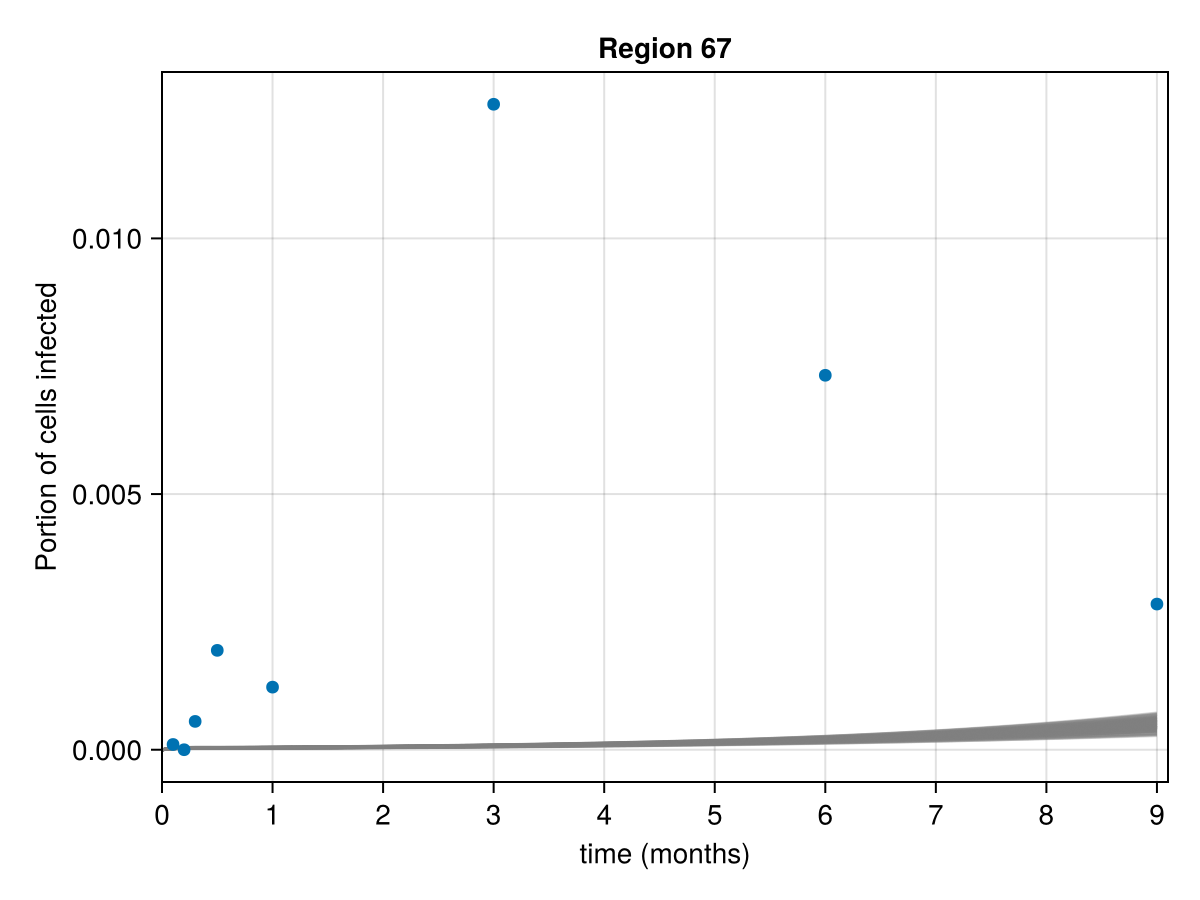 Region 67
Portion of cells infected
0.010
0.005
0.000
0 1 2 3 4 5 6 7 8 9
time (months)